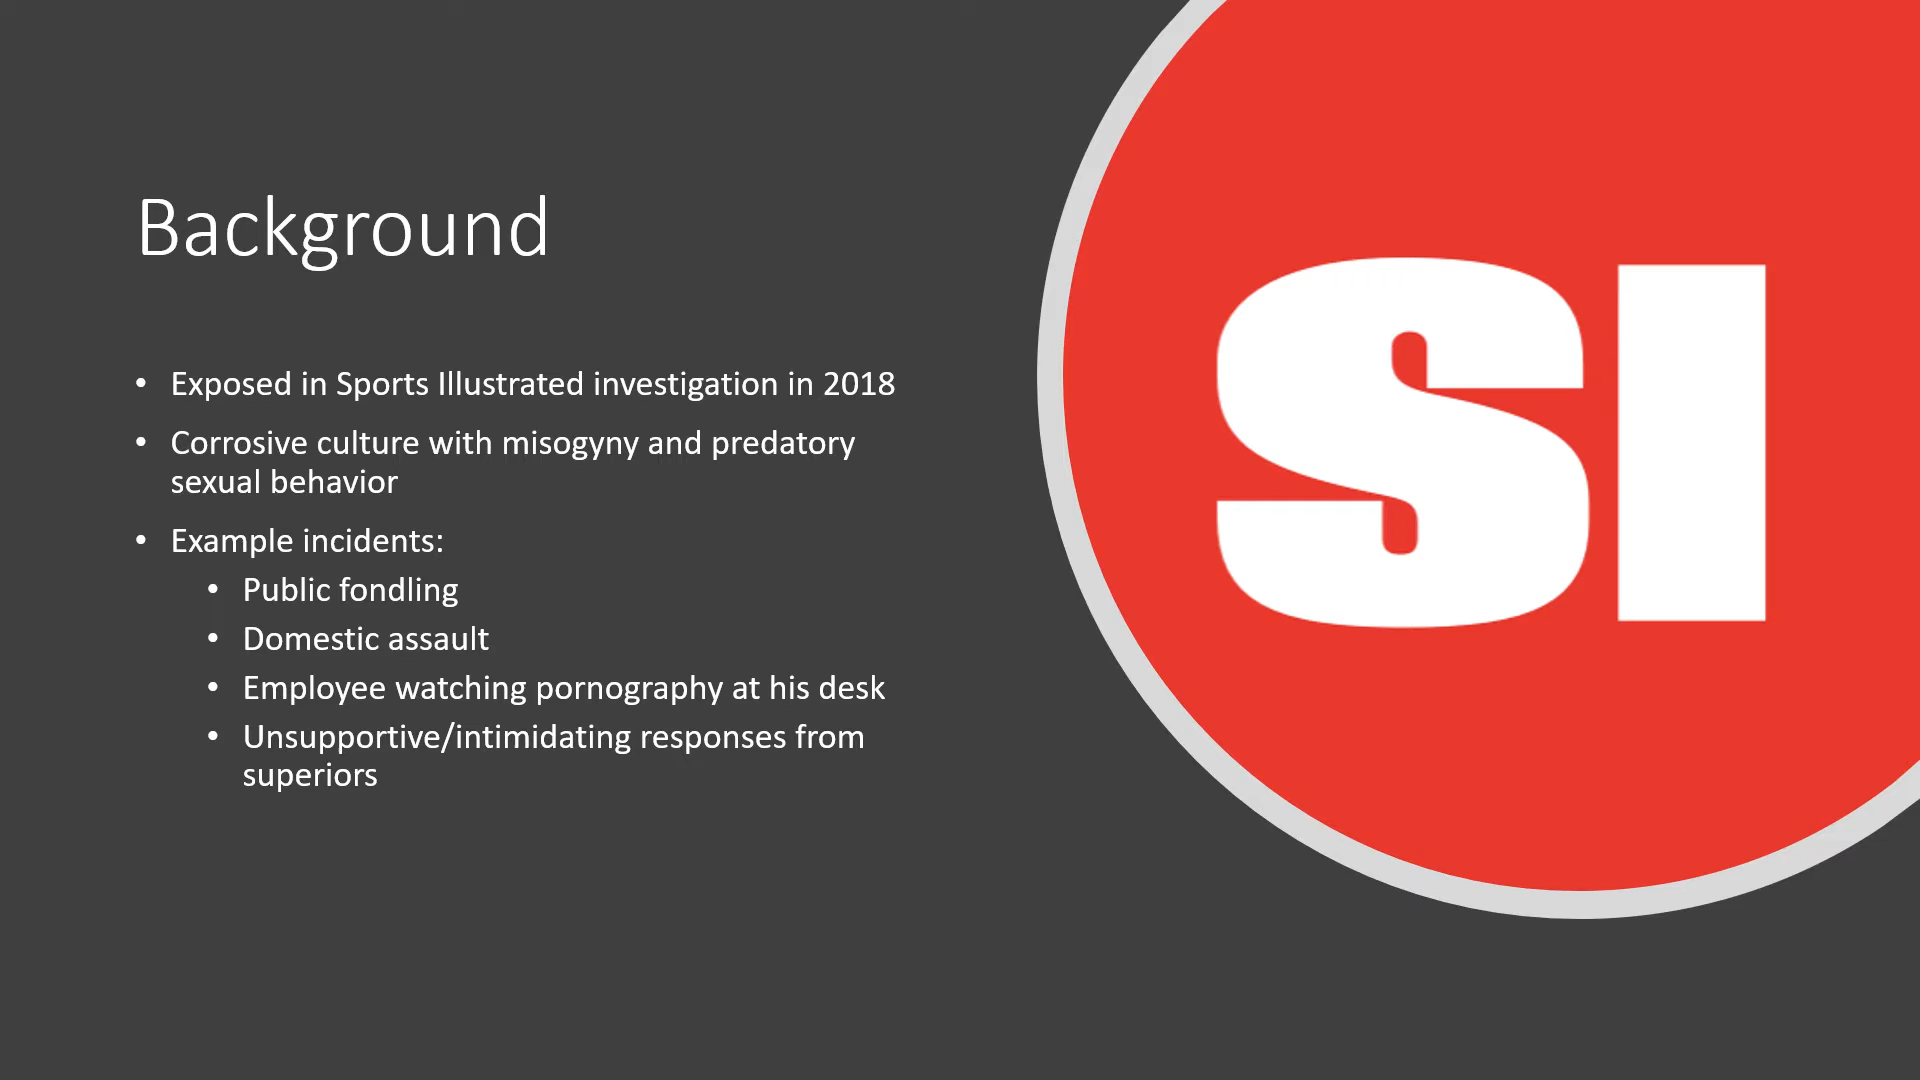 Background
• Exposed in Sports Illustrated investigation in 2018
• Corrosive culture with misogyny and predatory
sexual behavior
• Example incidents:
• Public fondling
• Domestic assault
• Employee watching pornography at his desk
• Unsupportive/intimidating responses from
superiors
SI